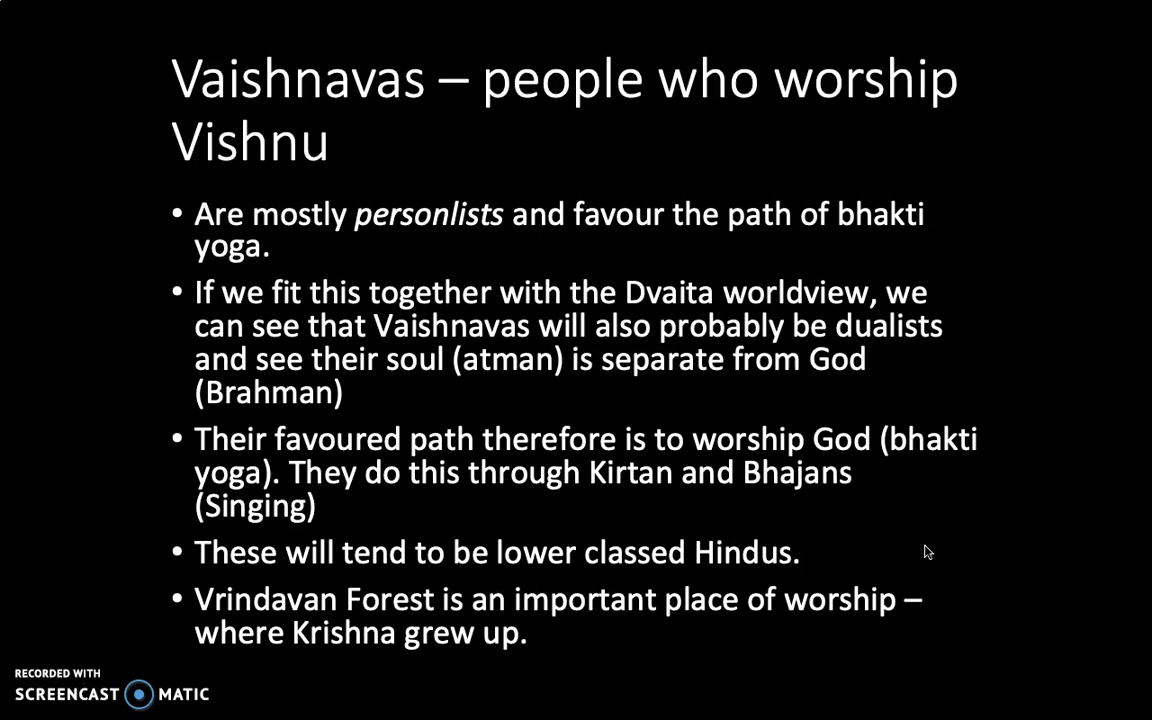 Vaishnavas – people who worship
Vishnu
• Are mostly personlists and favour the path of bhakti
yoga.
• If we fit this together with the Dvaita worldview, we
can see that Vaishnavas will also probably be dualists
and see their soul (atman) is separate from God
(Brahman)
• Their favoured path therefore is to worship God (bhakti
yoga). They do this through Kirtan and Bhajans
(Singing)
• These will tend to be lower classed Hindus.
• Vrindavan Forest is an important place of worship –
where Krishna grew up.
RECORDED WITH
SCREENCAST MATIC